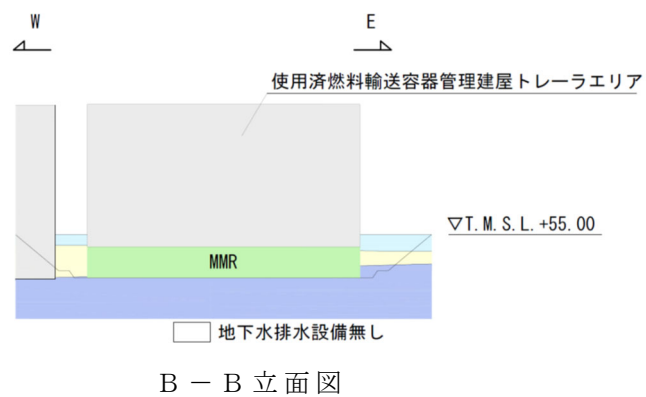 W
E
使用済燃料輸送容器管理建屋トレーラエリア
▽T.M.S.L.+55.00
MMR
地下水排水設備無し
B－B立面図